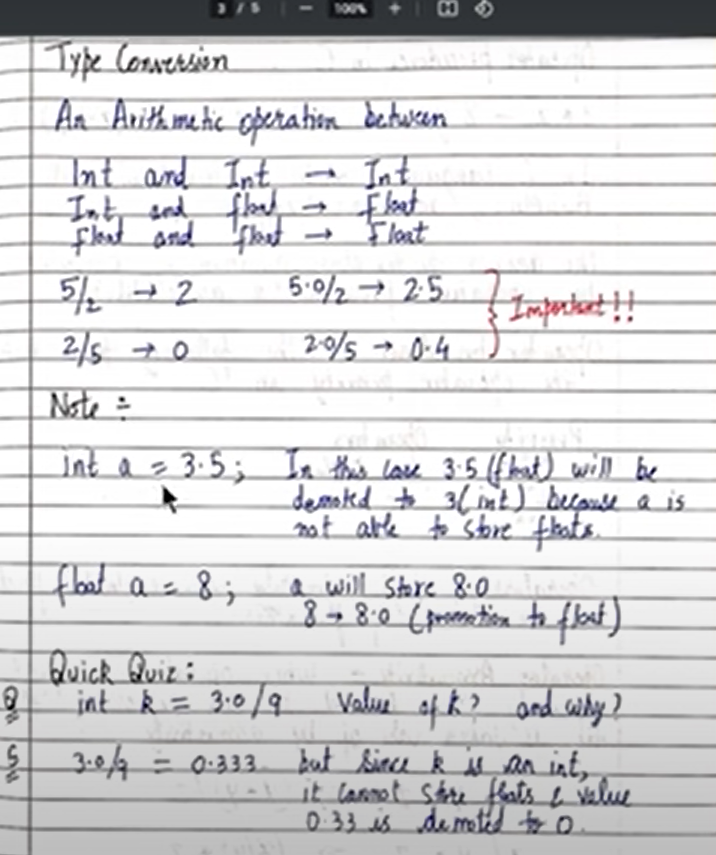 3 / 5 — 100% +
Type Conversion
An Arithmetic operation between
Int and Int → Int
Int and float → float
float and float → Float
5/2 → 2 5.0/2 → 2.5
2/5 → 0 2.0/5 → 0.4
Important!!
Note ÷
int a = 3.5; In this case 3.5 (float) will be
demoted to 3(int) because a is
not able to store floats.
float a = 8; a will store 8.0
8 → 8.0 (promotion to float)
Quick Quiz:
Q int k = 3.0/9 Value of k? and why?
S 3.0/9 = 0.333 but since k is an int,
it cannot store floats & value
0.33 is demoted to 0.